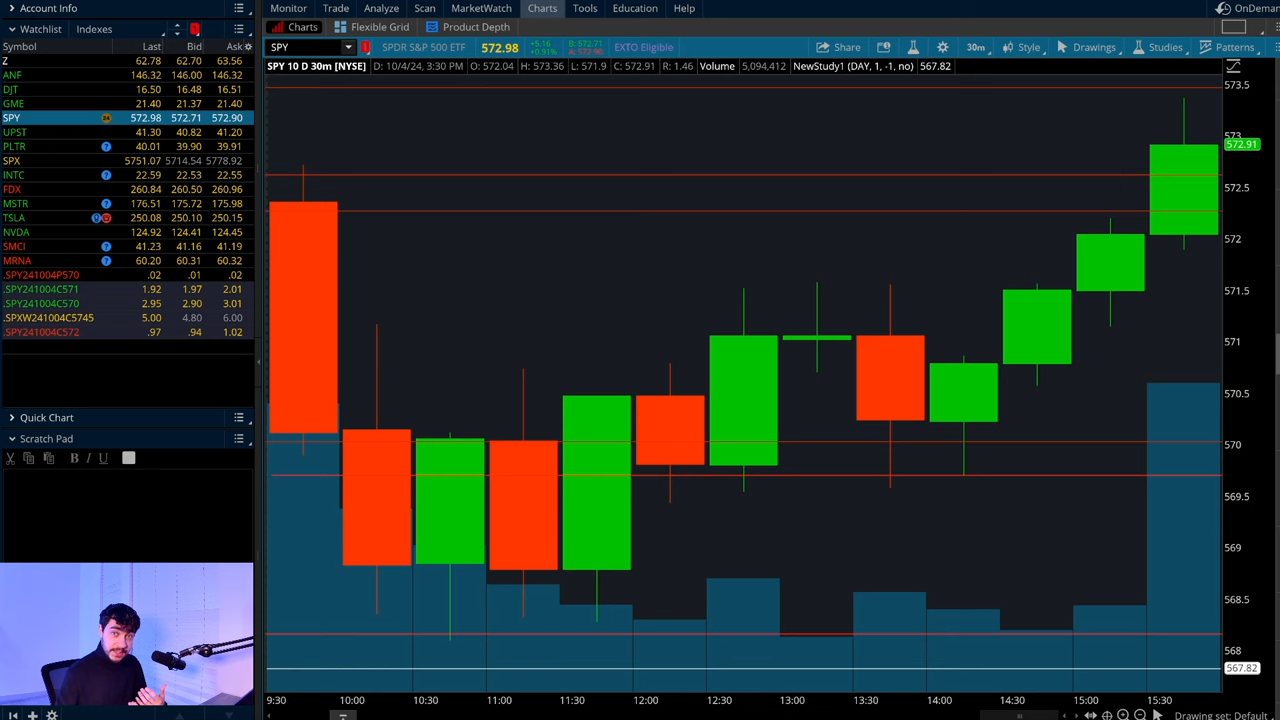 Account Info
Watchlist Indexes
Symbol Last Bid Ask
Z 62.78 62.70 63.56
ANF 146.32 146.00 146.32
DJT 16.50 16.48 16.51
GME 21.40 21.37 21.40
SPY 572.98 572.71 572.90
UPST 41.30 40.82 41.20
PLTR 40.01 39.90 39.91
SPX 5751.07 5714.54 5778.92
INTC 22.59 22.53 22.55
FDX 260.84 260.50 260.96
MSTR 176.51 175.72 175.98
TSLA 250.08 250.10 250.15
NVDA 124.92 124.41 124.45
SMCI 41.23 41.16 41.19
MRNA 60.20 60.31 60.32
.SPY241004P570 .02 .01 .02
.SPY241004C571 1.92 1.97 2.01
.SPY241004C570 2.95 2.90 3.01
.SPXW241004C5745 5.00 4.80 6.00
.SPY241004C572 .97 .94 1.02
Quick Chart
Scratch Pad
B I U
Monitor Trade Analyze Scan MarketWatch Charts Tools Education Help
OnDeman
Charts Flexible Grid Product Depth
SPY SPDR S&P 500 ETF 572.98 +5.16 +0.91% B: 572.71 A: 572.90 EXTO Eligible Share 30m Style Drawings Studies Patterns
SPY 10 D 30m [NYSE] D: 10/4/24, 3:30 PM O: 572.04 H: 573.36 L: 571.9 C: 572.91 R: 1.46 Volume 5,094,412 NewStudy1 (DAY, 1, -1, no) 567.82
573.5
573
572.91
572.5
572
571.5
571
570.5
570
569.5
569
568.5
568
567.82
9:30 10:00 10:30 11:00 11:30 12:00 12:30 13:00 13:30 14:00 14:30 15:00 15:30
Drawing set: Default